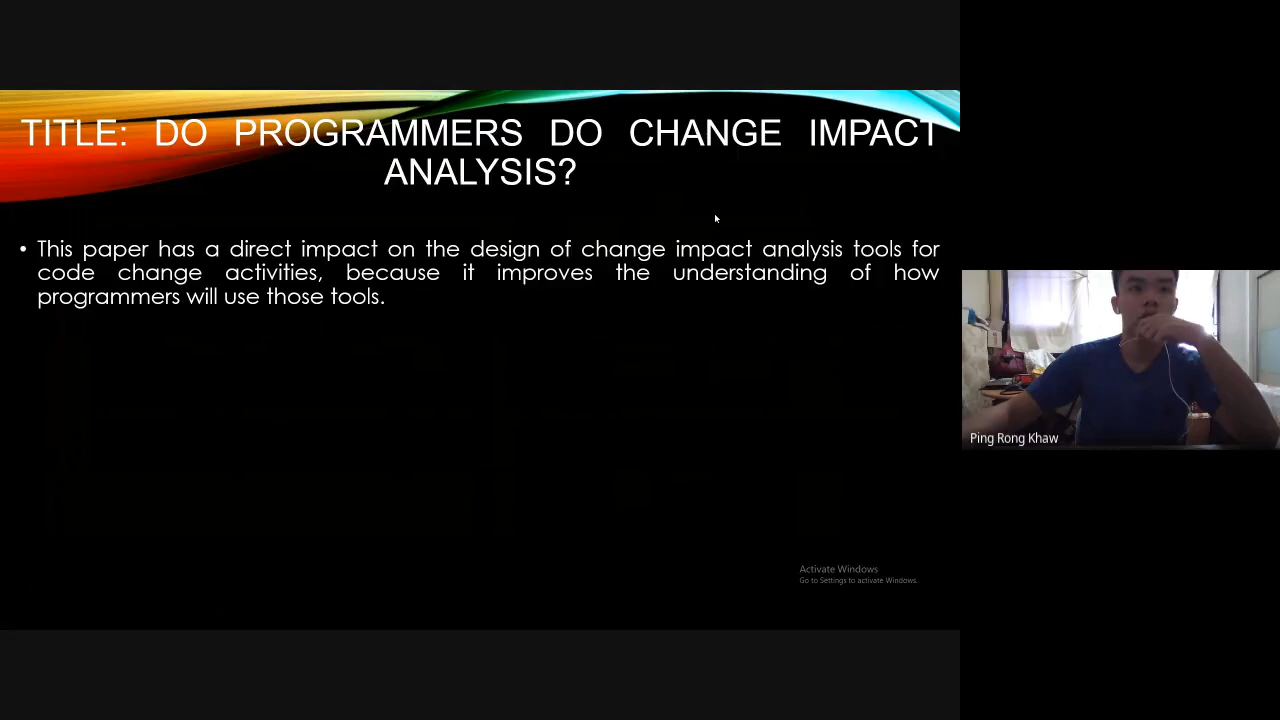 TITLE: DO PROGRAMMERS DO CHANGE IMPACT
ANALYSIS?
• This paper has a direct impact on the design of change impact analysis tools for
code change activities, because it improves the understanding of how
programmers will use those tools.
Ping Rong Khaw
Activate Windows
Go to Settings to activate Windows.